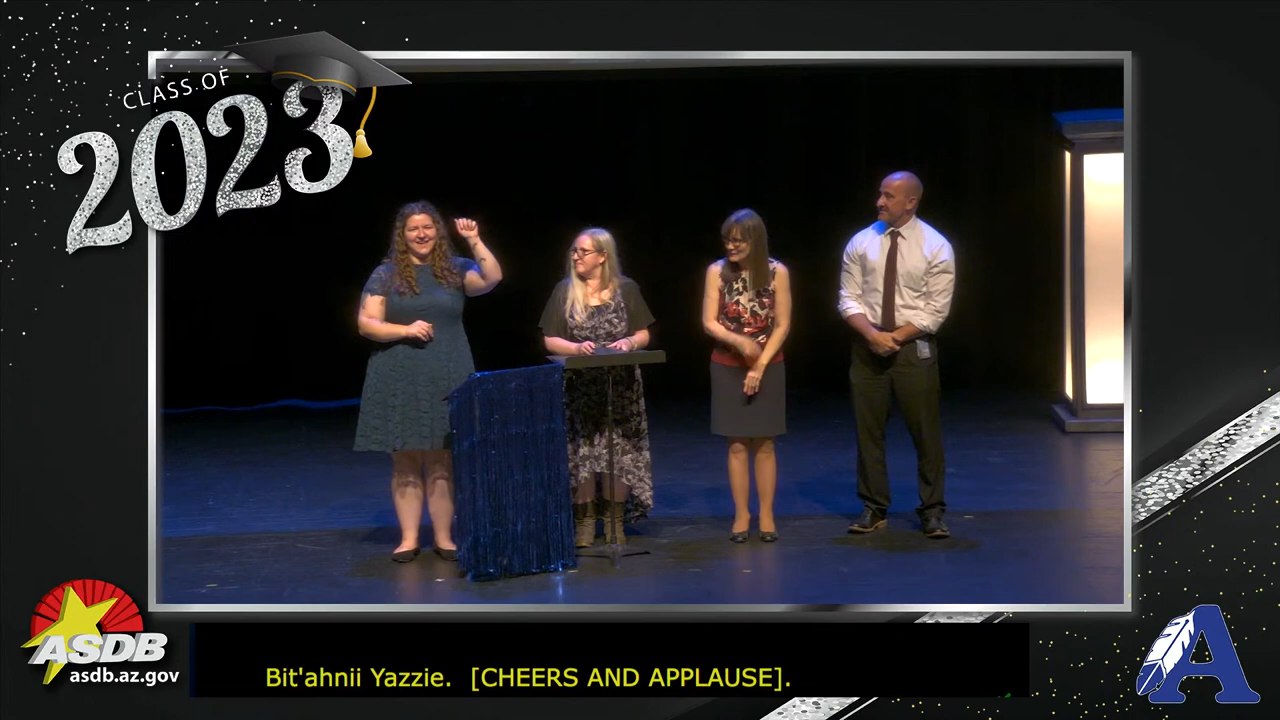 CLASS OF
2023
ASDB
asdb.az.gov
Bit'ahnii Yazzie.  [CHEERS AND APPLAUSE].
A